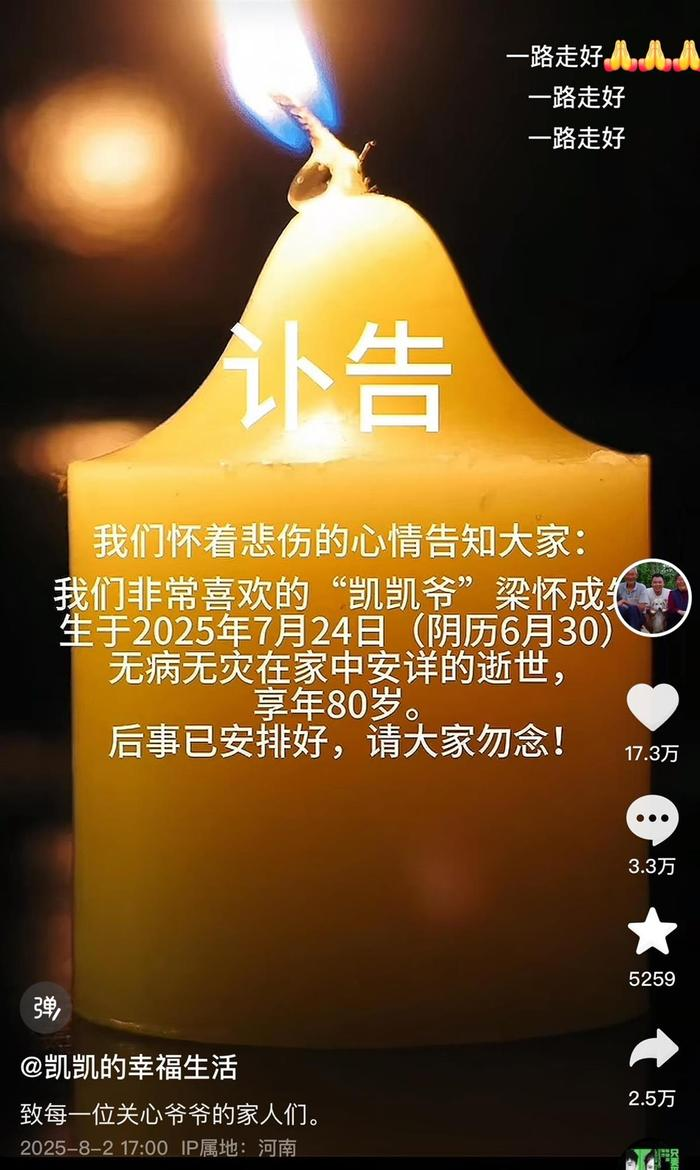 一路走好🙏🙏🙏
一路走好
一路走好
讣告
我们怀着悲伤的心情告知大家：
我们非常喜欢的“凯凯爷”梁怀成
生于2025年7月24日（阴历6月30）
无病无灾在家中安详的逝世，
享年80岁。
后事已安排好，请大家勿念！
17.3万
3.3万
5259
2.5万
弹
@凯凯的幸福生活
致每一位关心爷爷的家人们。
2025-8-2 17:00 IP属地：河南